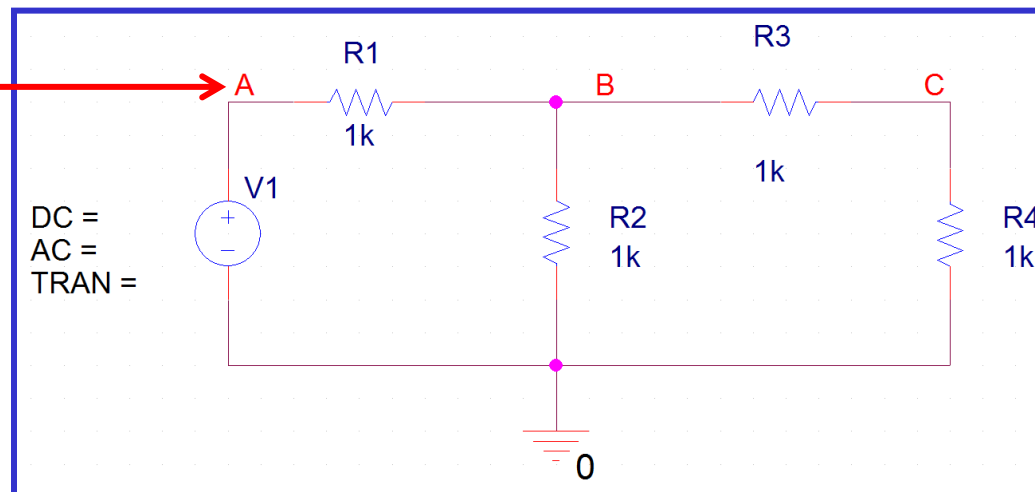 R3
R1
A
B
C
1k
1k
V1
DC =
AC =
TRAN =
R2
1k
R4
1k
0